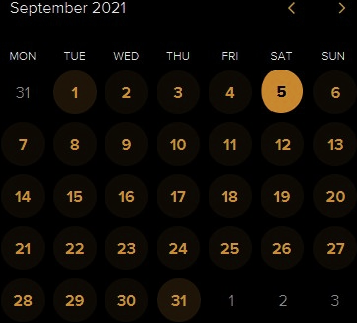 September 2021
MON TUE WED THU FRI SAT SUN
31 1 2 3 4 5 6
7 8 9 10 11 12 13
14 15 16 17 18 19 20
21 22 23 24 25 26 27
28 29 30 31 1 2 3